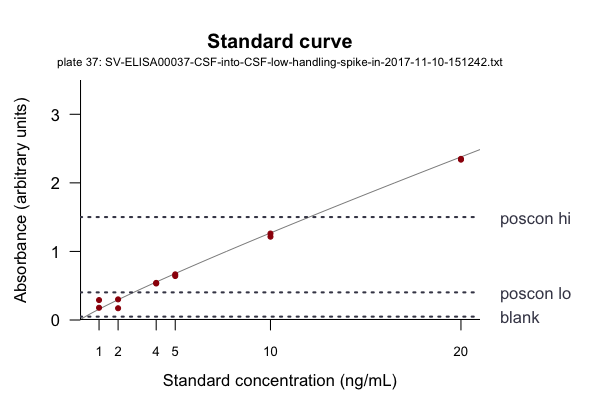 Standard curve
plate 37: SV-ELISA00037-CSF-into-CSF-low-handling-spike-in-2017-11-10-151242.txt
Absorbance (arbitrary units)
3
2
1
0
poscon hi
poscon lo
blank
1 2 4 5 10 20
Standard concentration (ng/mL)